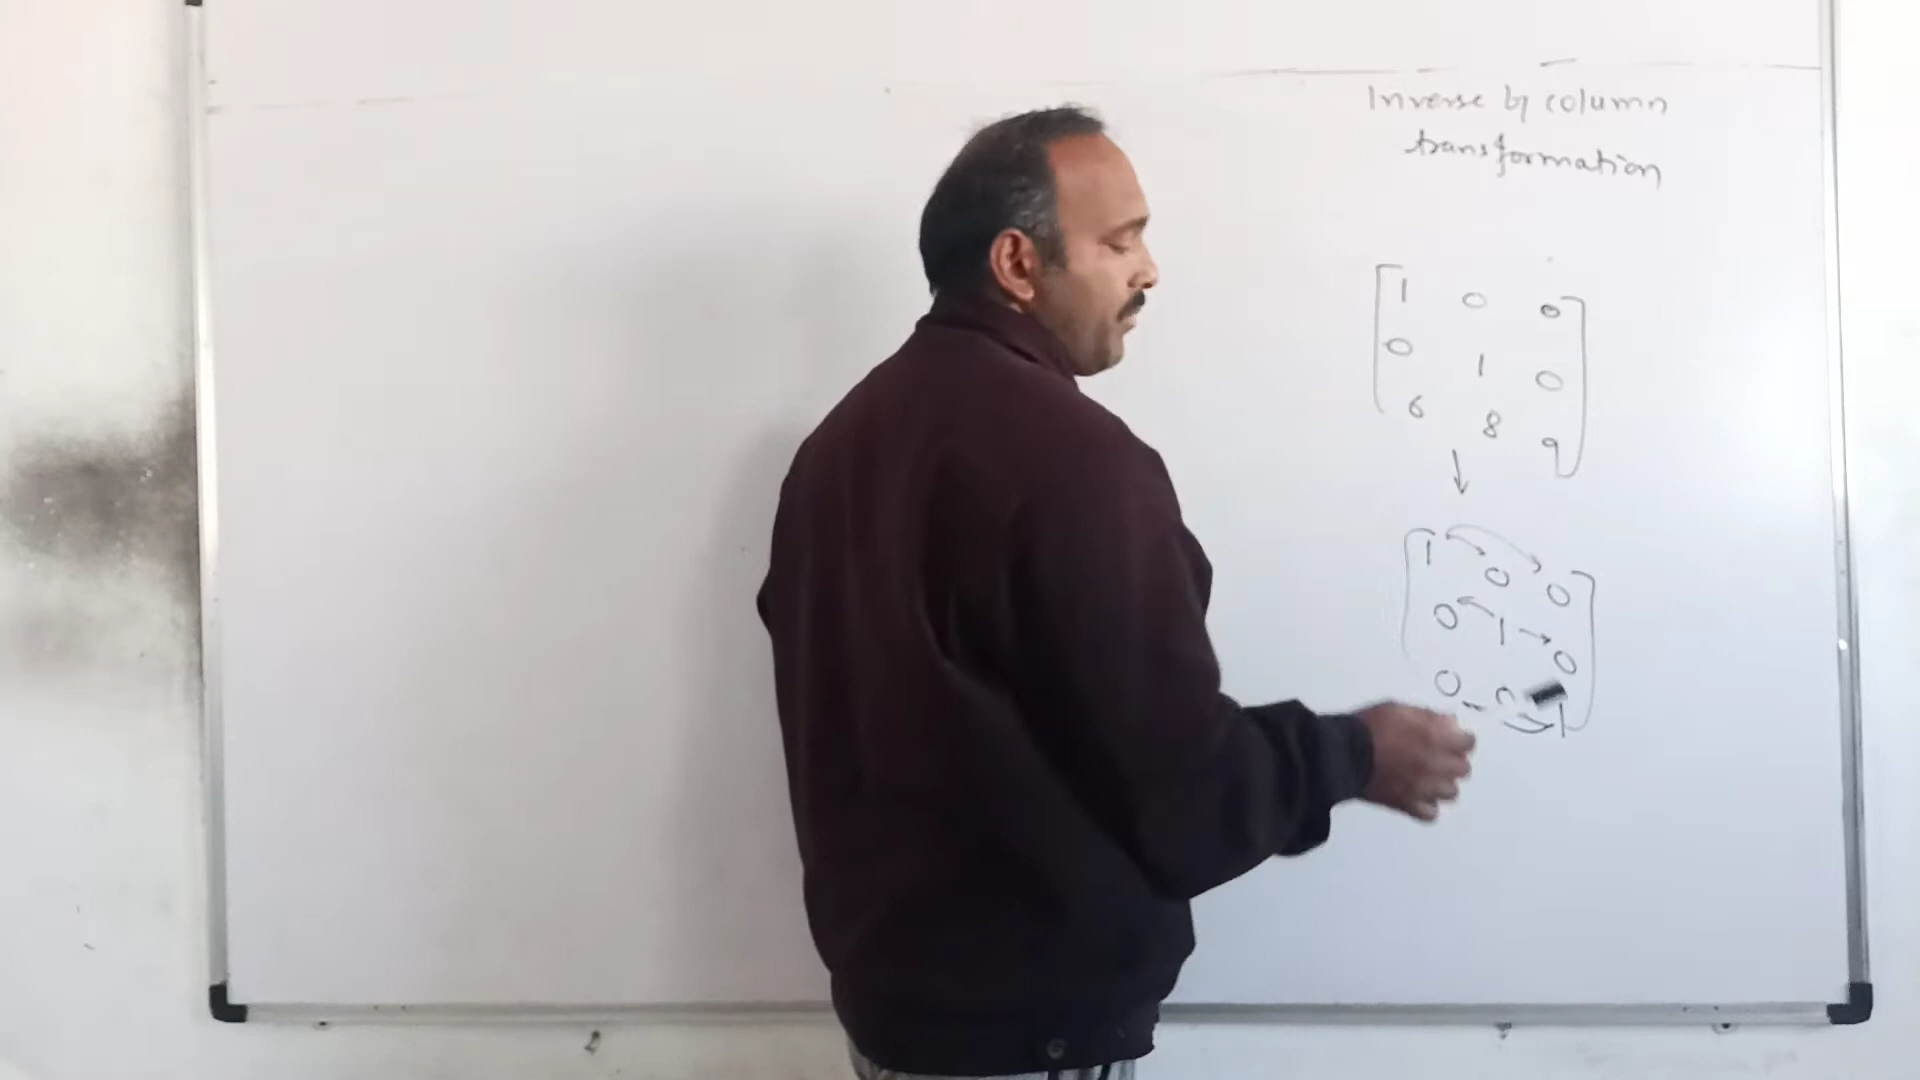 Inverse by column
transformation
1 0 0
0 1 0
6 8 9
1 0 0
0 1 0
0 0 1